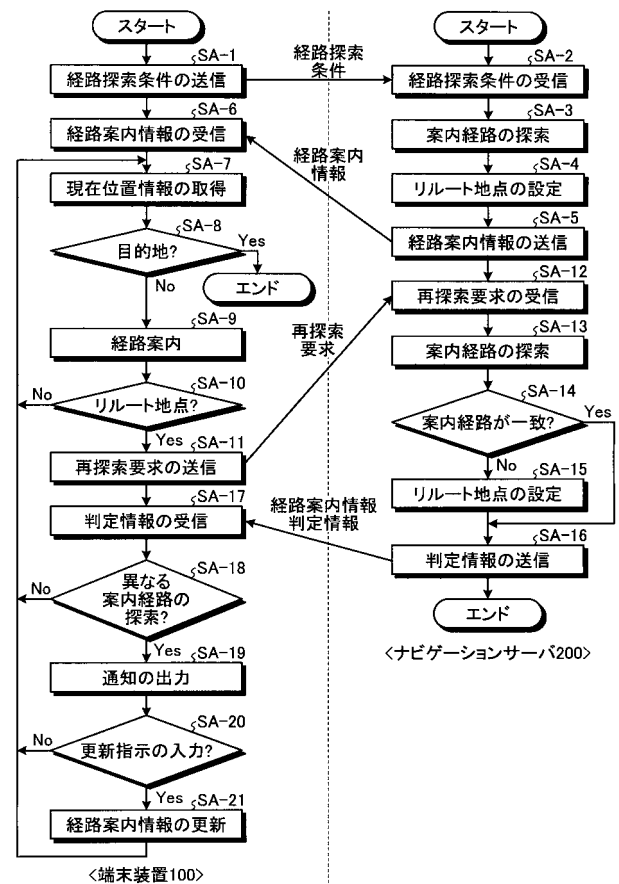 スタート
SA-1
経路探索条件の送信
SA-6
経路案内情報の受信
SA-7
現在位置情報の取得
SA-8
目的地?
Yes
エンド
No
SA-9
経路案内
SA-10
リルート地点?
No
Yes
SA-11
再探索要求の送信
SA-17
判定情報の受信
SA-18
異なる
案内経路の
探索?
No
Yes
SA-19
通知の出力
SA-20
更新指示の入力?
No
Yes
SA-21
経路案内情報の更新
<端末装置100>
経路探索
条件
経路案内
情報
再探索
要求
経路案内情報
判定情報
スタート
SA-2
経路探索条件の受信
SA-3
案内経路の探索
SA-4
リルート地点の設定
SA-5
経路案内情報の送信
SA-12
再探索要求の受信
SA-13
案内経路の探索
SA-14
案内経路が一致?
Yes
No
SA-15
リルート地点の設定
SA-16
判定情報の送信
エンド
<ナビゲーションサーバ200>